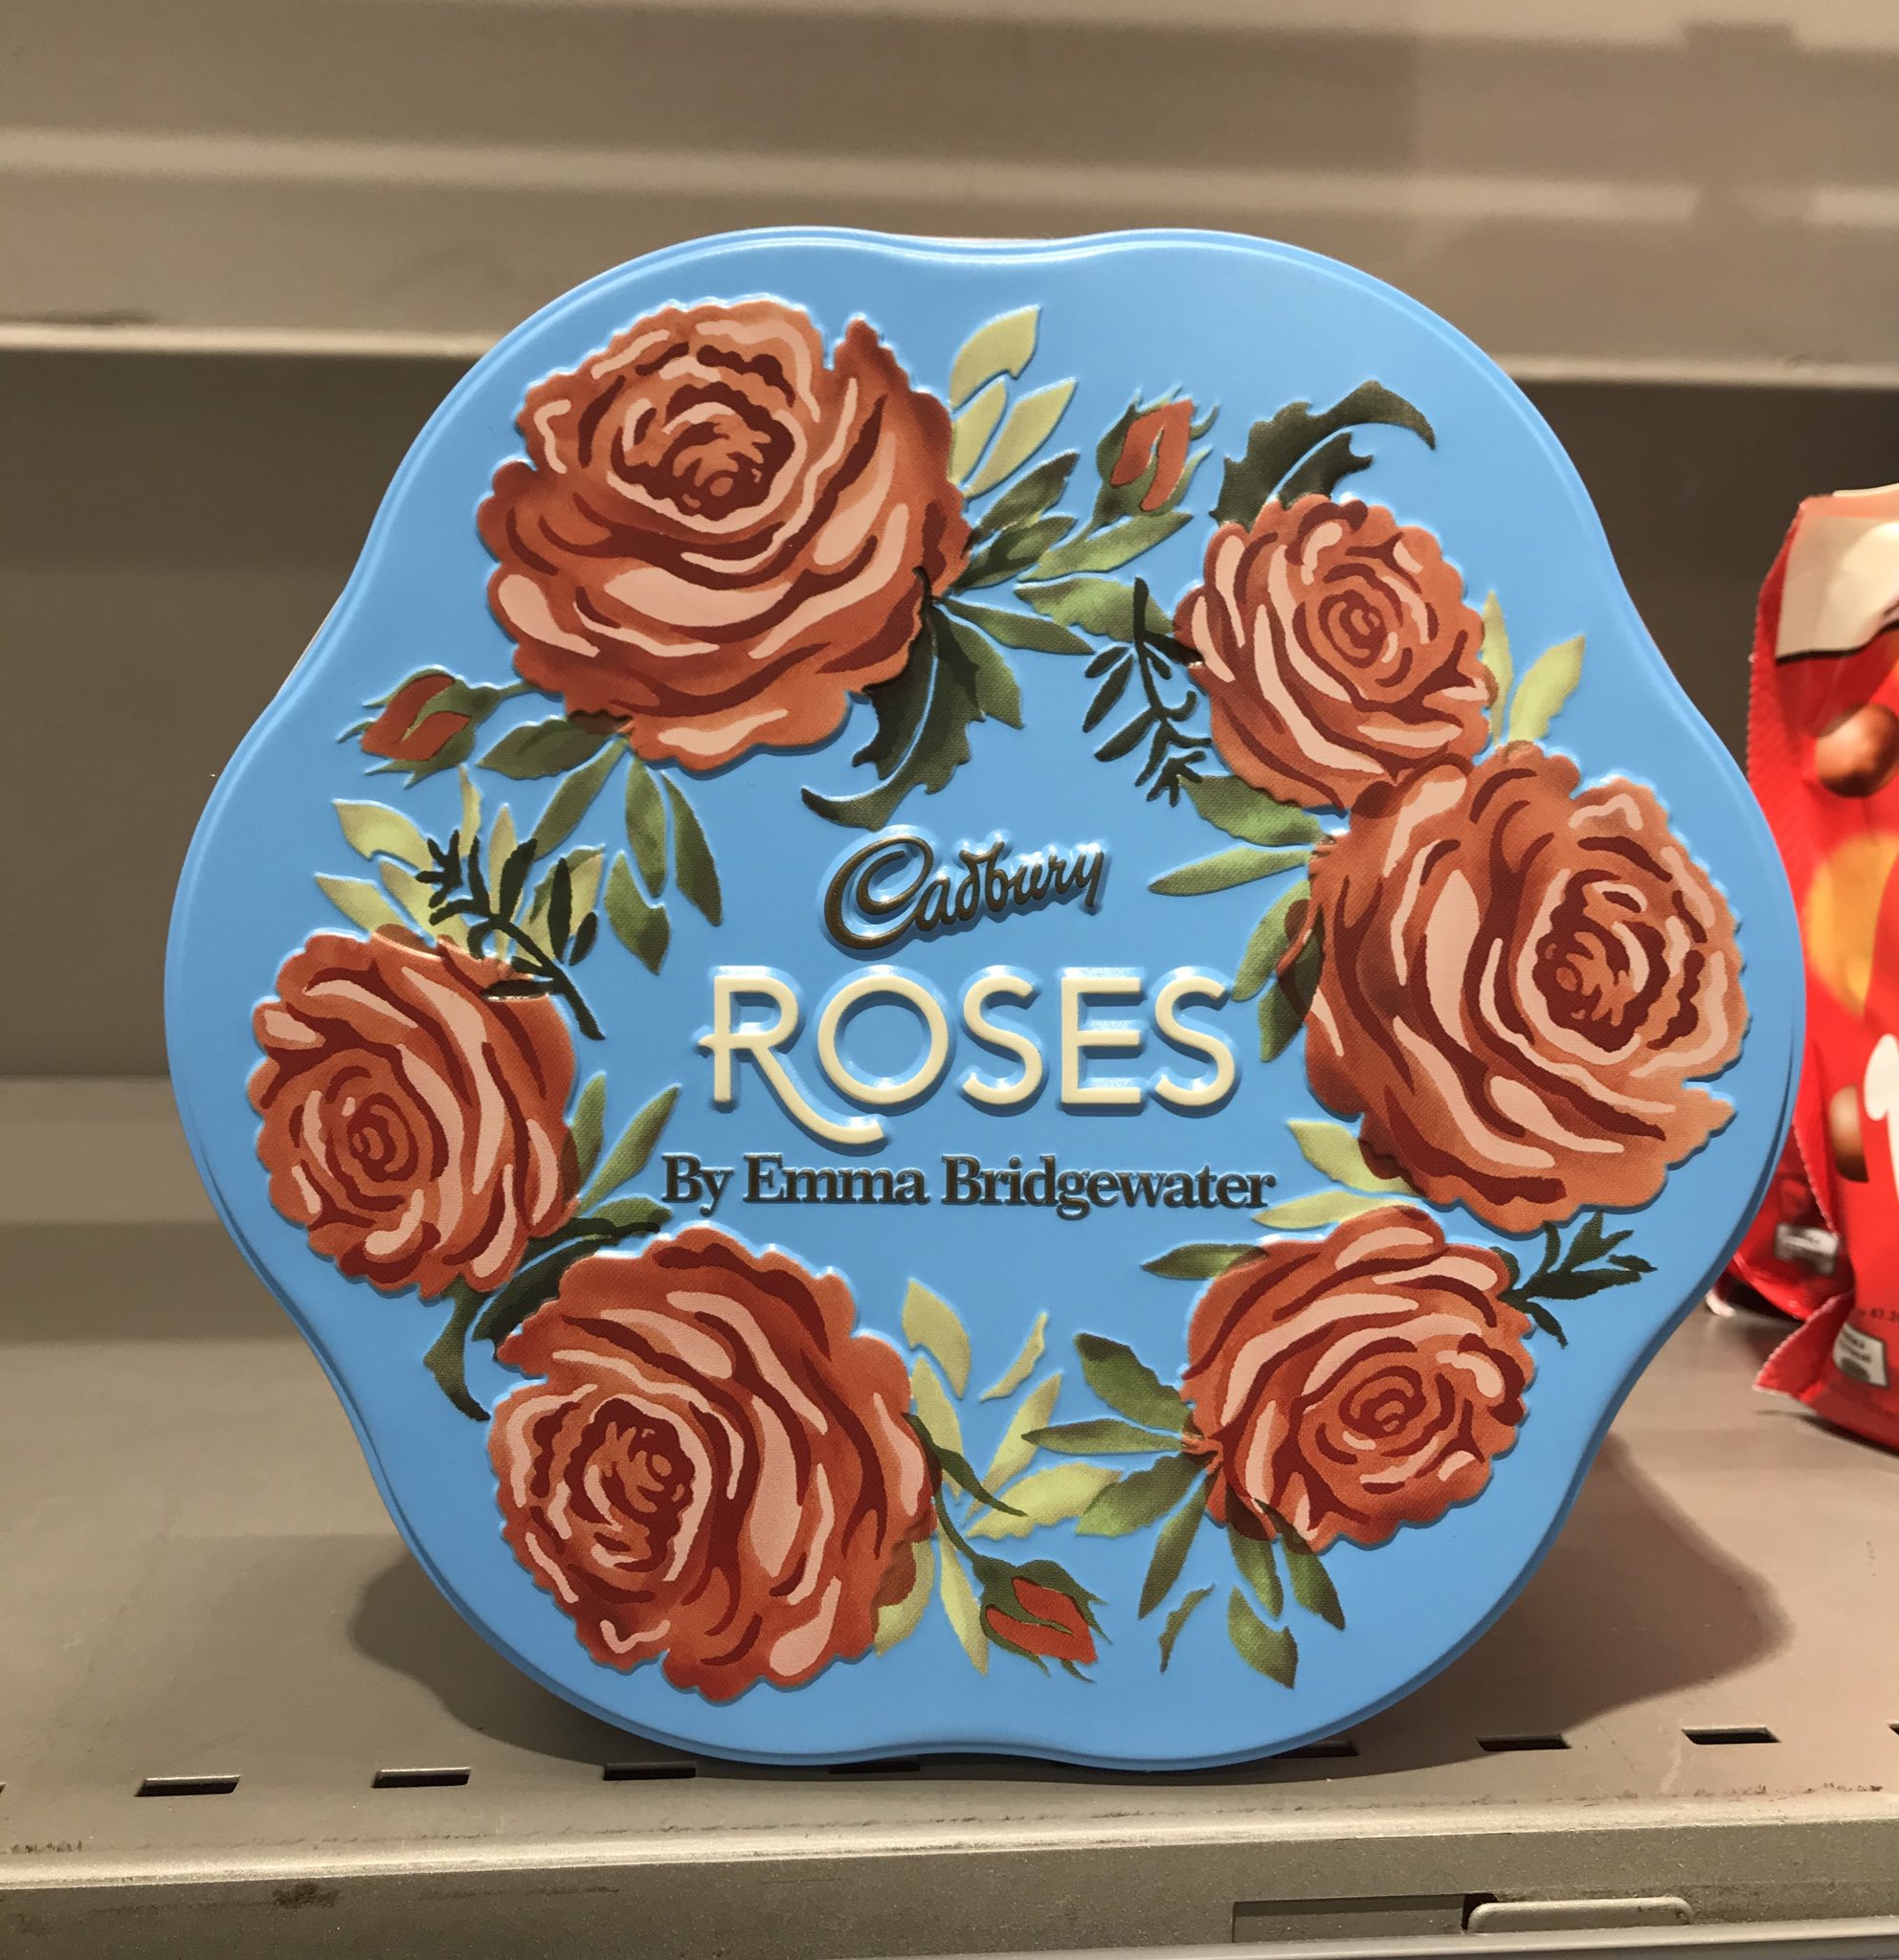 Cadbury
ROSES
By Emma Bridgewater